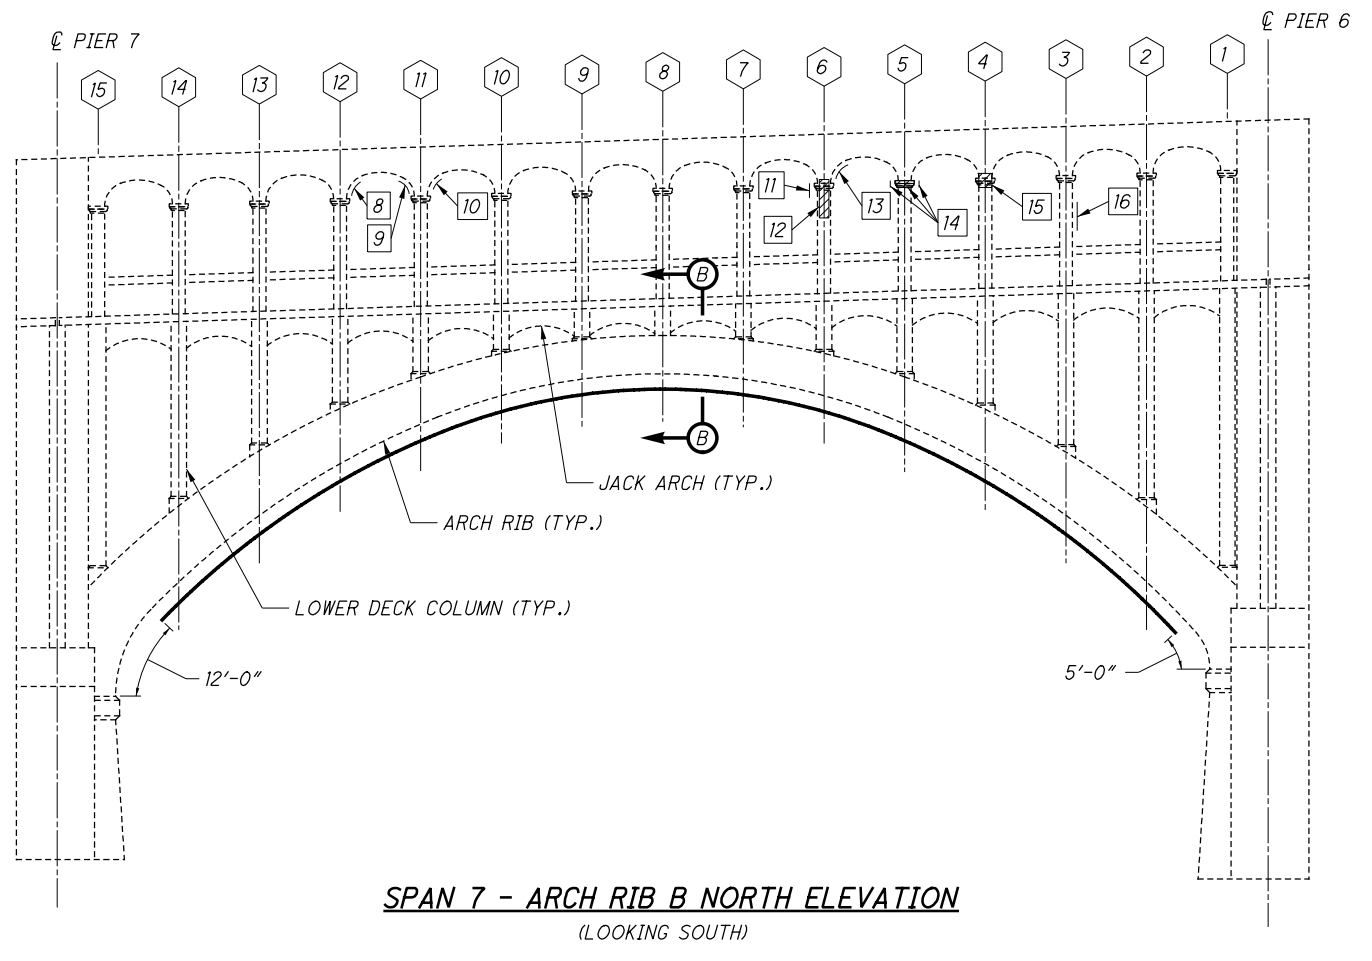 ℄ PIER 7
℄ PIER 6
15 14 13 12 11 10 9 8 7 6 5 4 3 2 1
8
9
10
11
12
13
14
15
16
B
B
JACK ARCH (TYP.)
ARCH RIB (TYP.)
LOWER DECK COLUMN (TYP.)
12'-0"
5'-0"
SPAN 7 - ARCH RIB B NORTH ELEVATION
(LOOKING SOUTH)